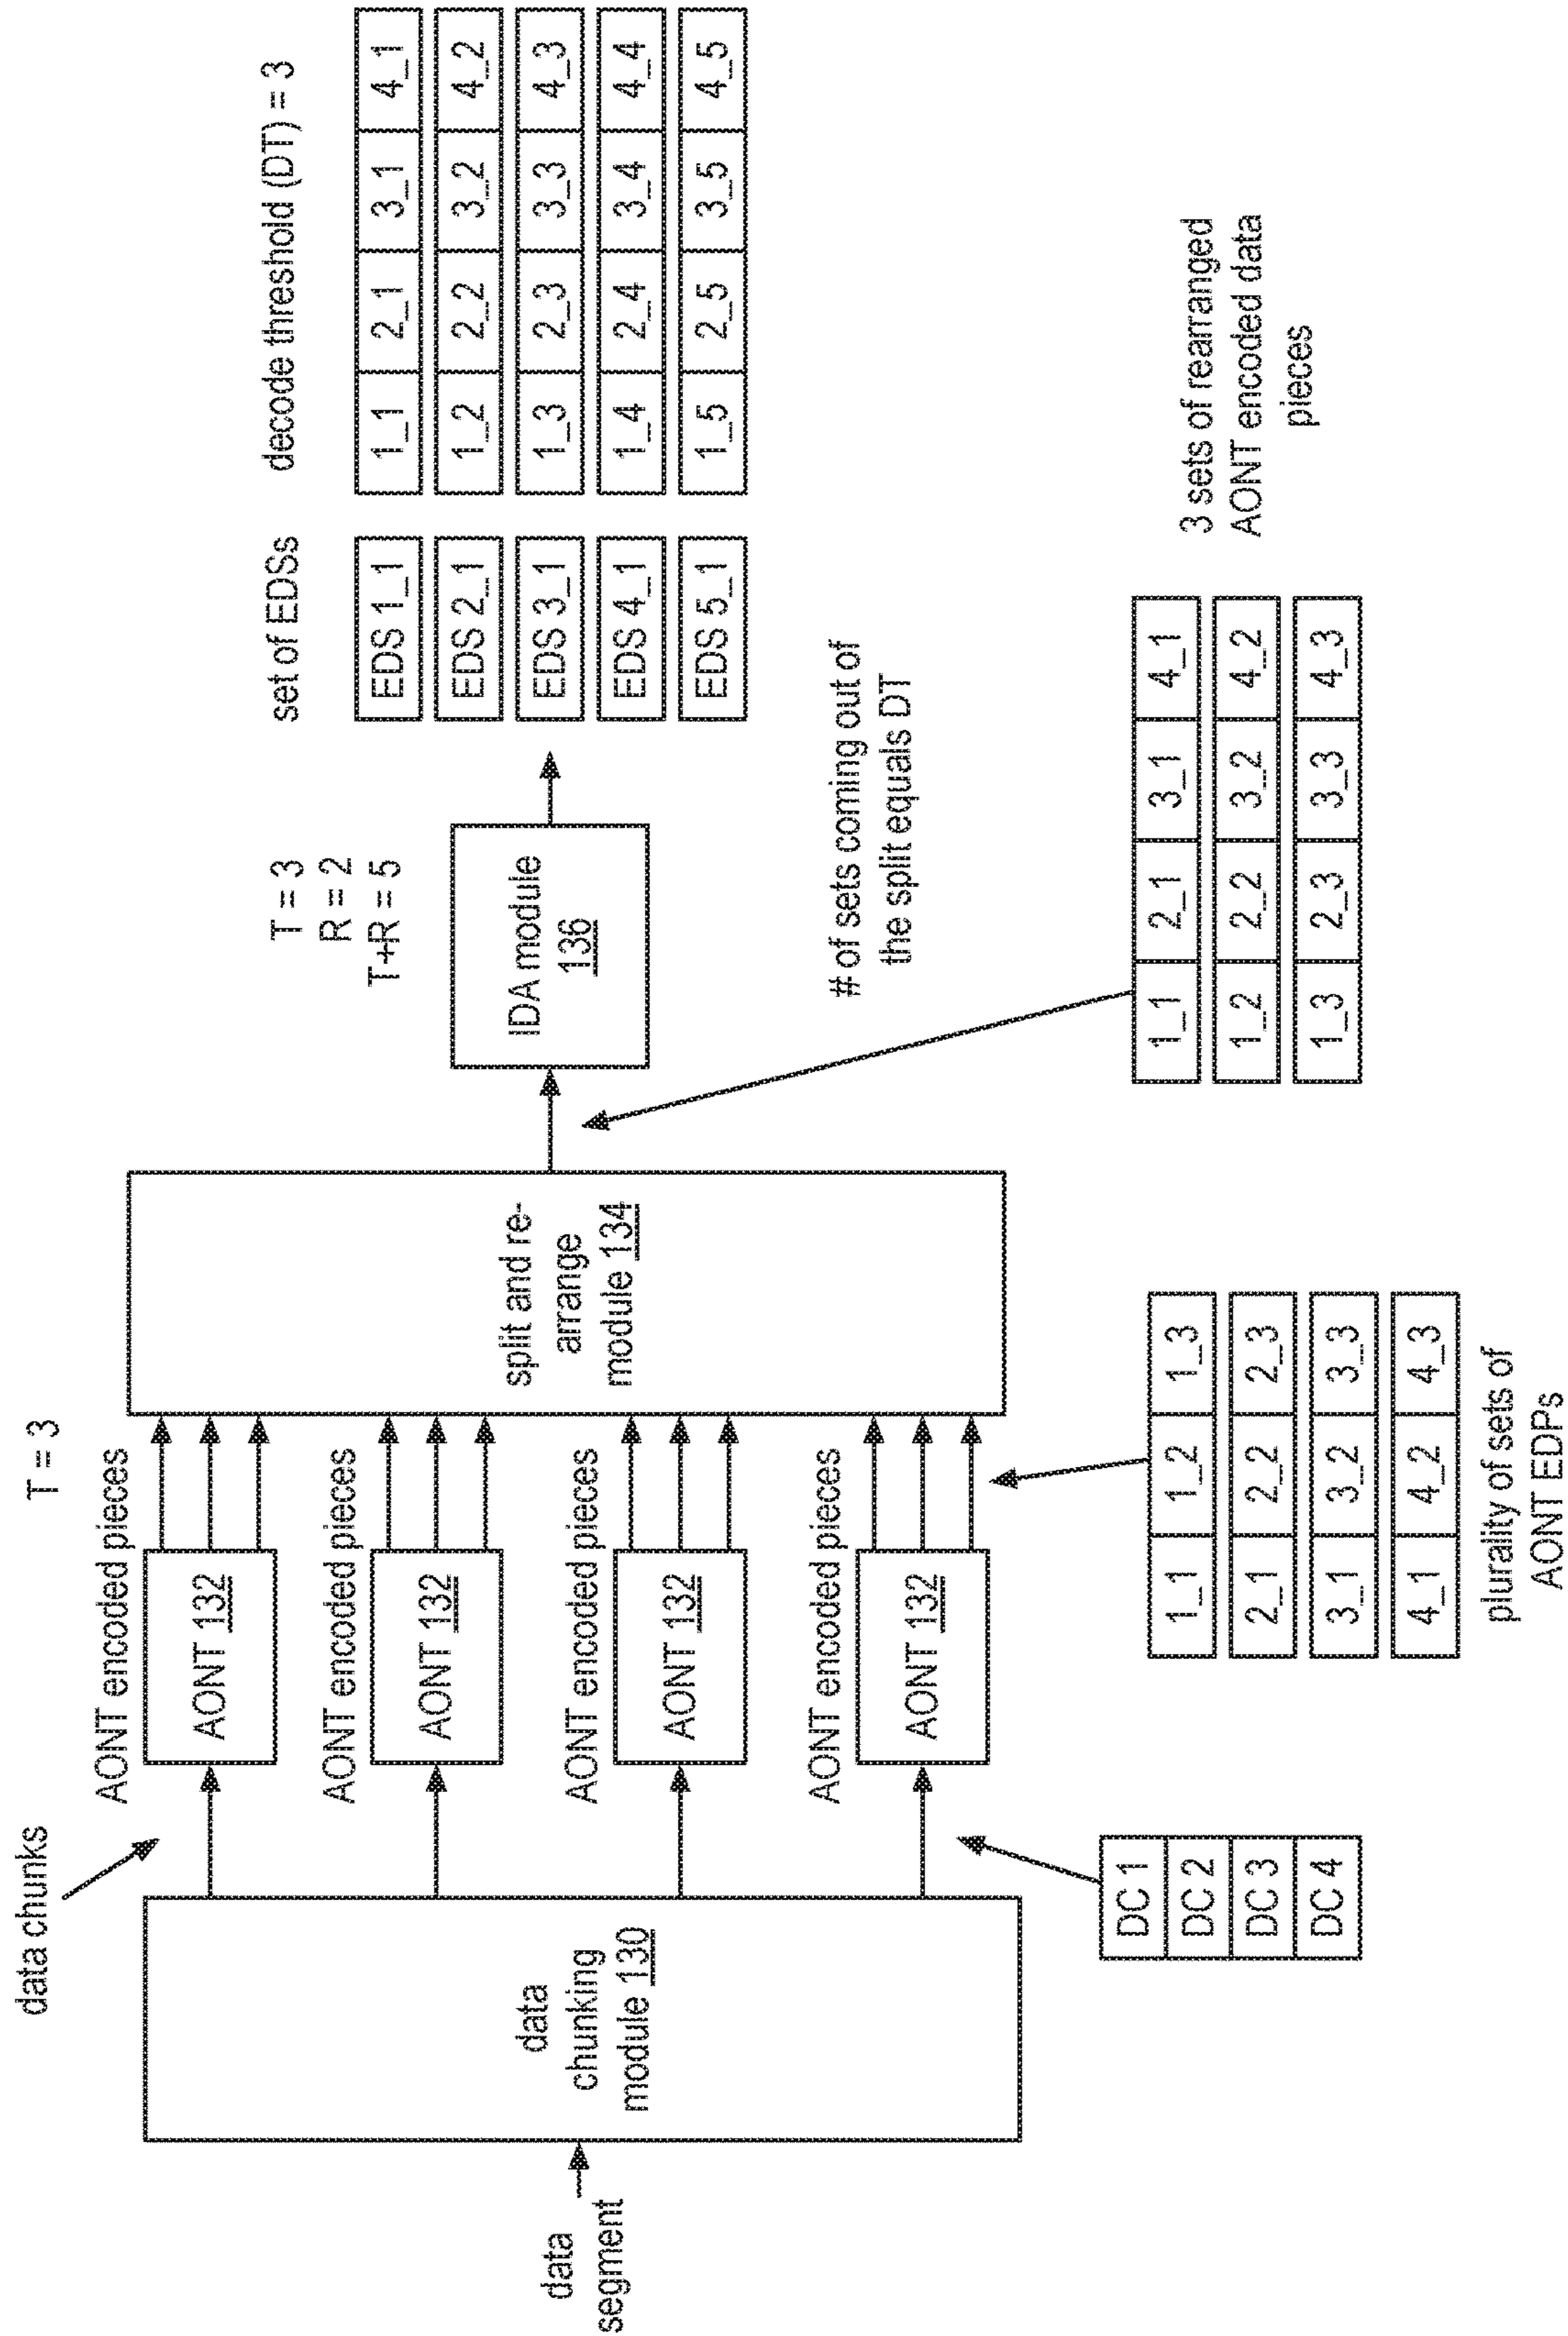 data
segment
data
chunking
module 130
data chunks
DC 1
DC 2
DC 3
DC 4
T = 3
AONT encoded pieces
AONT 132
AONT encoded pieces
AONT 132
AONT encoded pieces
AONT 132
AONT encoded pieces
AONT 132
1_1 1_2 1_3
2_1 2_2 2_3
3_1 3_2 3_3
4_1 4_2 4_3
plurality of sets of
AONT EDPs
split and re-
arrange
module 134
T = 3
R = 2
T+R = 5
IDA module
136
# of sets coming out of
the split equals DT
1_1 2_1 3_1 4_1
1_2 2_2 3_2 4_2
1_3 2_3 3_3 4_3
3 sets of rearranged
AONT encoded data
pieces
set of EDSs
EDS 1_1
EDS 2_1
EDS 3_1
EDS 4_1
EDS 5_1
decode threshold (DT) = 3
1_1 2_1 3_1 4_1
1_2 2_2 3_2 4_2
1_3 2_3 3_3 4_3
1_4 2_4 3_4 4_4
1_5 2_5 3_5 4_5